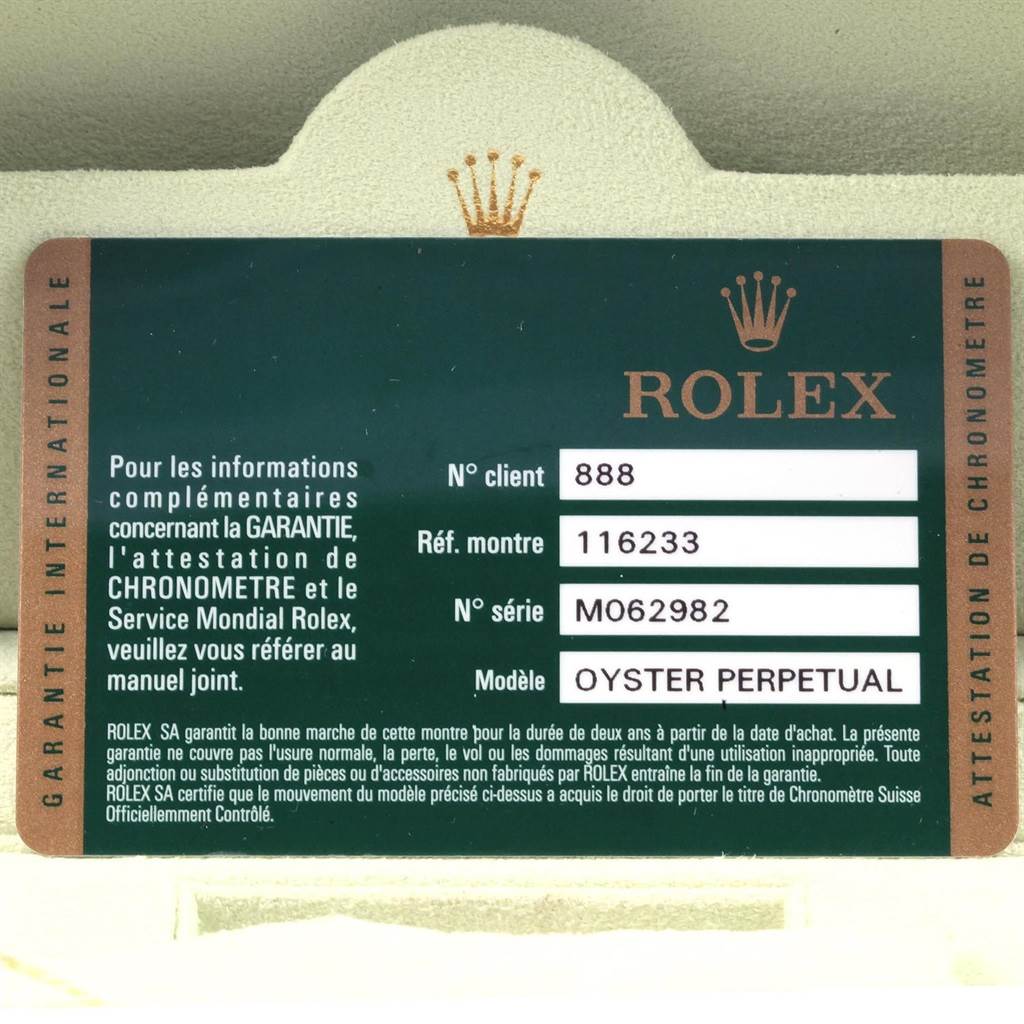 GARANTIE INTERNATIONALE
ROLEX
Pour les informations
complémentaires
concernant la GARANTIE,
l'attestation de
CHRONOMETRE et le
Service Mondial Rolex,
veuillez vous référer au
manuel joint.
N° client 888
Réf. montre 116233
N° série M062982
Modèle OYSTER PERPETUAL
ROLEX SA garantit la bonne marche de cette montre pour la durée de deux ans à partir de la date d'achat. La présente
garantie ne couvre pas l'usure normale, la perte, le vol ou les dommages résultant d'une utilisation inappropriée. Toute
adjonction ou substitution de pièces ou d'accessoires non fabriqués par ROLEX entraîne la fin de la garantie.
ROLEX SA certifie que le mouvement du modèle précisé ci-dessus a acquis le droit de porter le titre de Chronomètre Suisse
Officiellemment Contrôlé.
ATTESTATION DE CHRONOMETRE